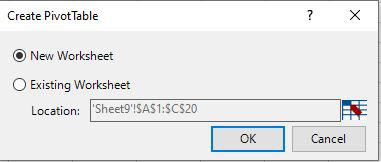 Create PivotTable ? ×
New Worksheet
Existing Worksheet
Location: 'Sheet9'!$A$1:$C$20
OK Cancel